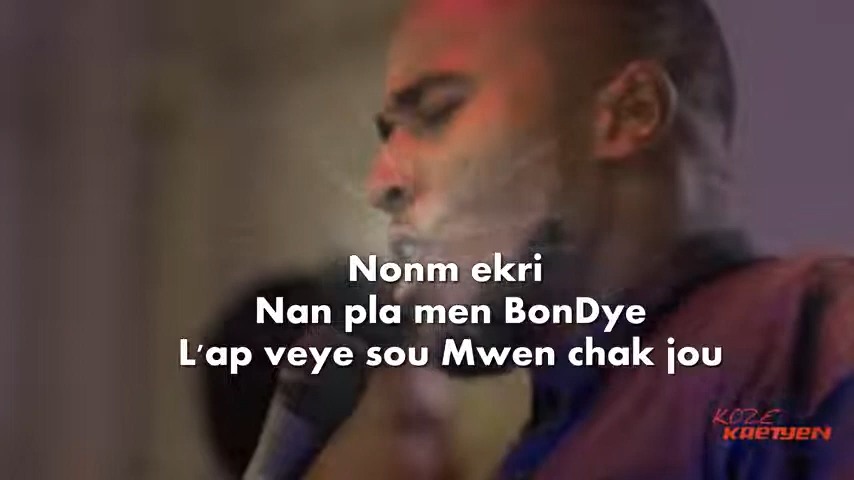 Nonm ekri
Nan pla men BonDye
L'ap veye sou Mwen chak jou
KOZE
KRETYEN